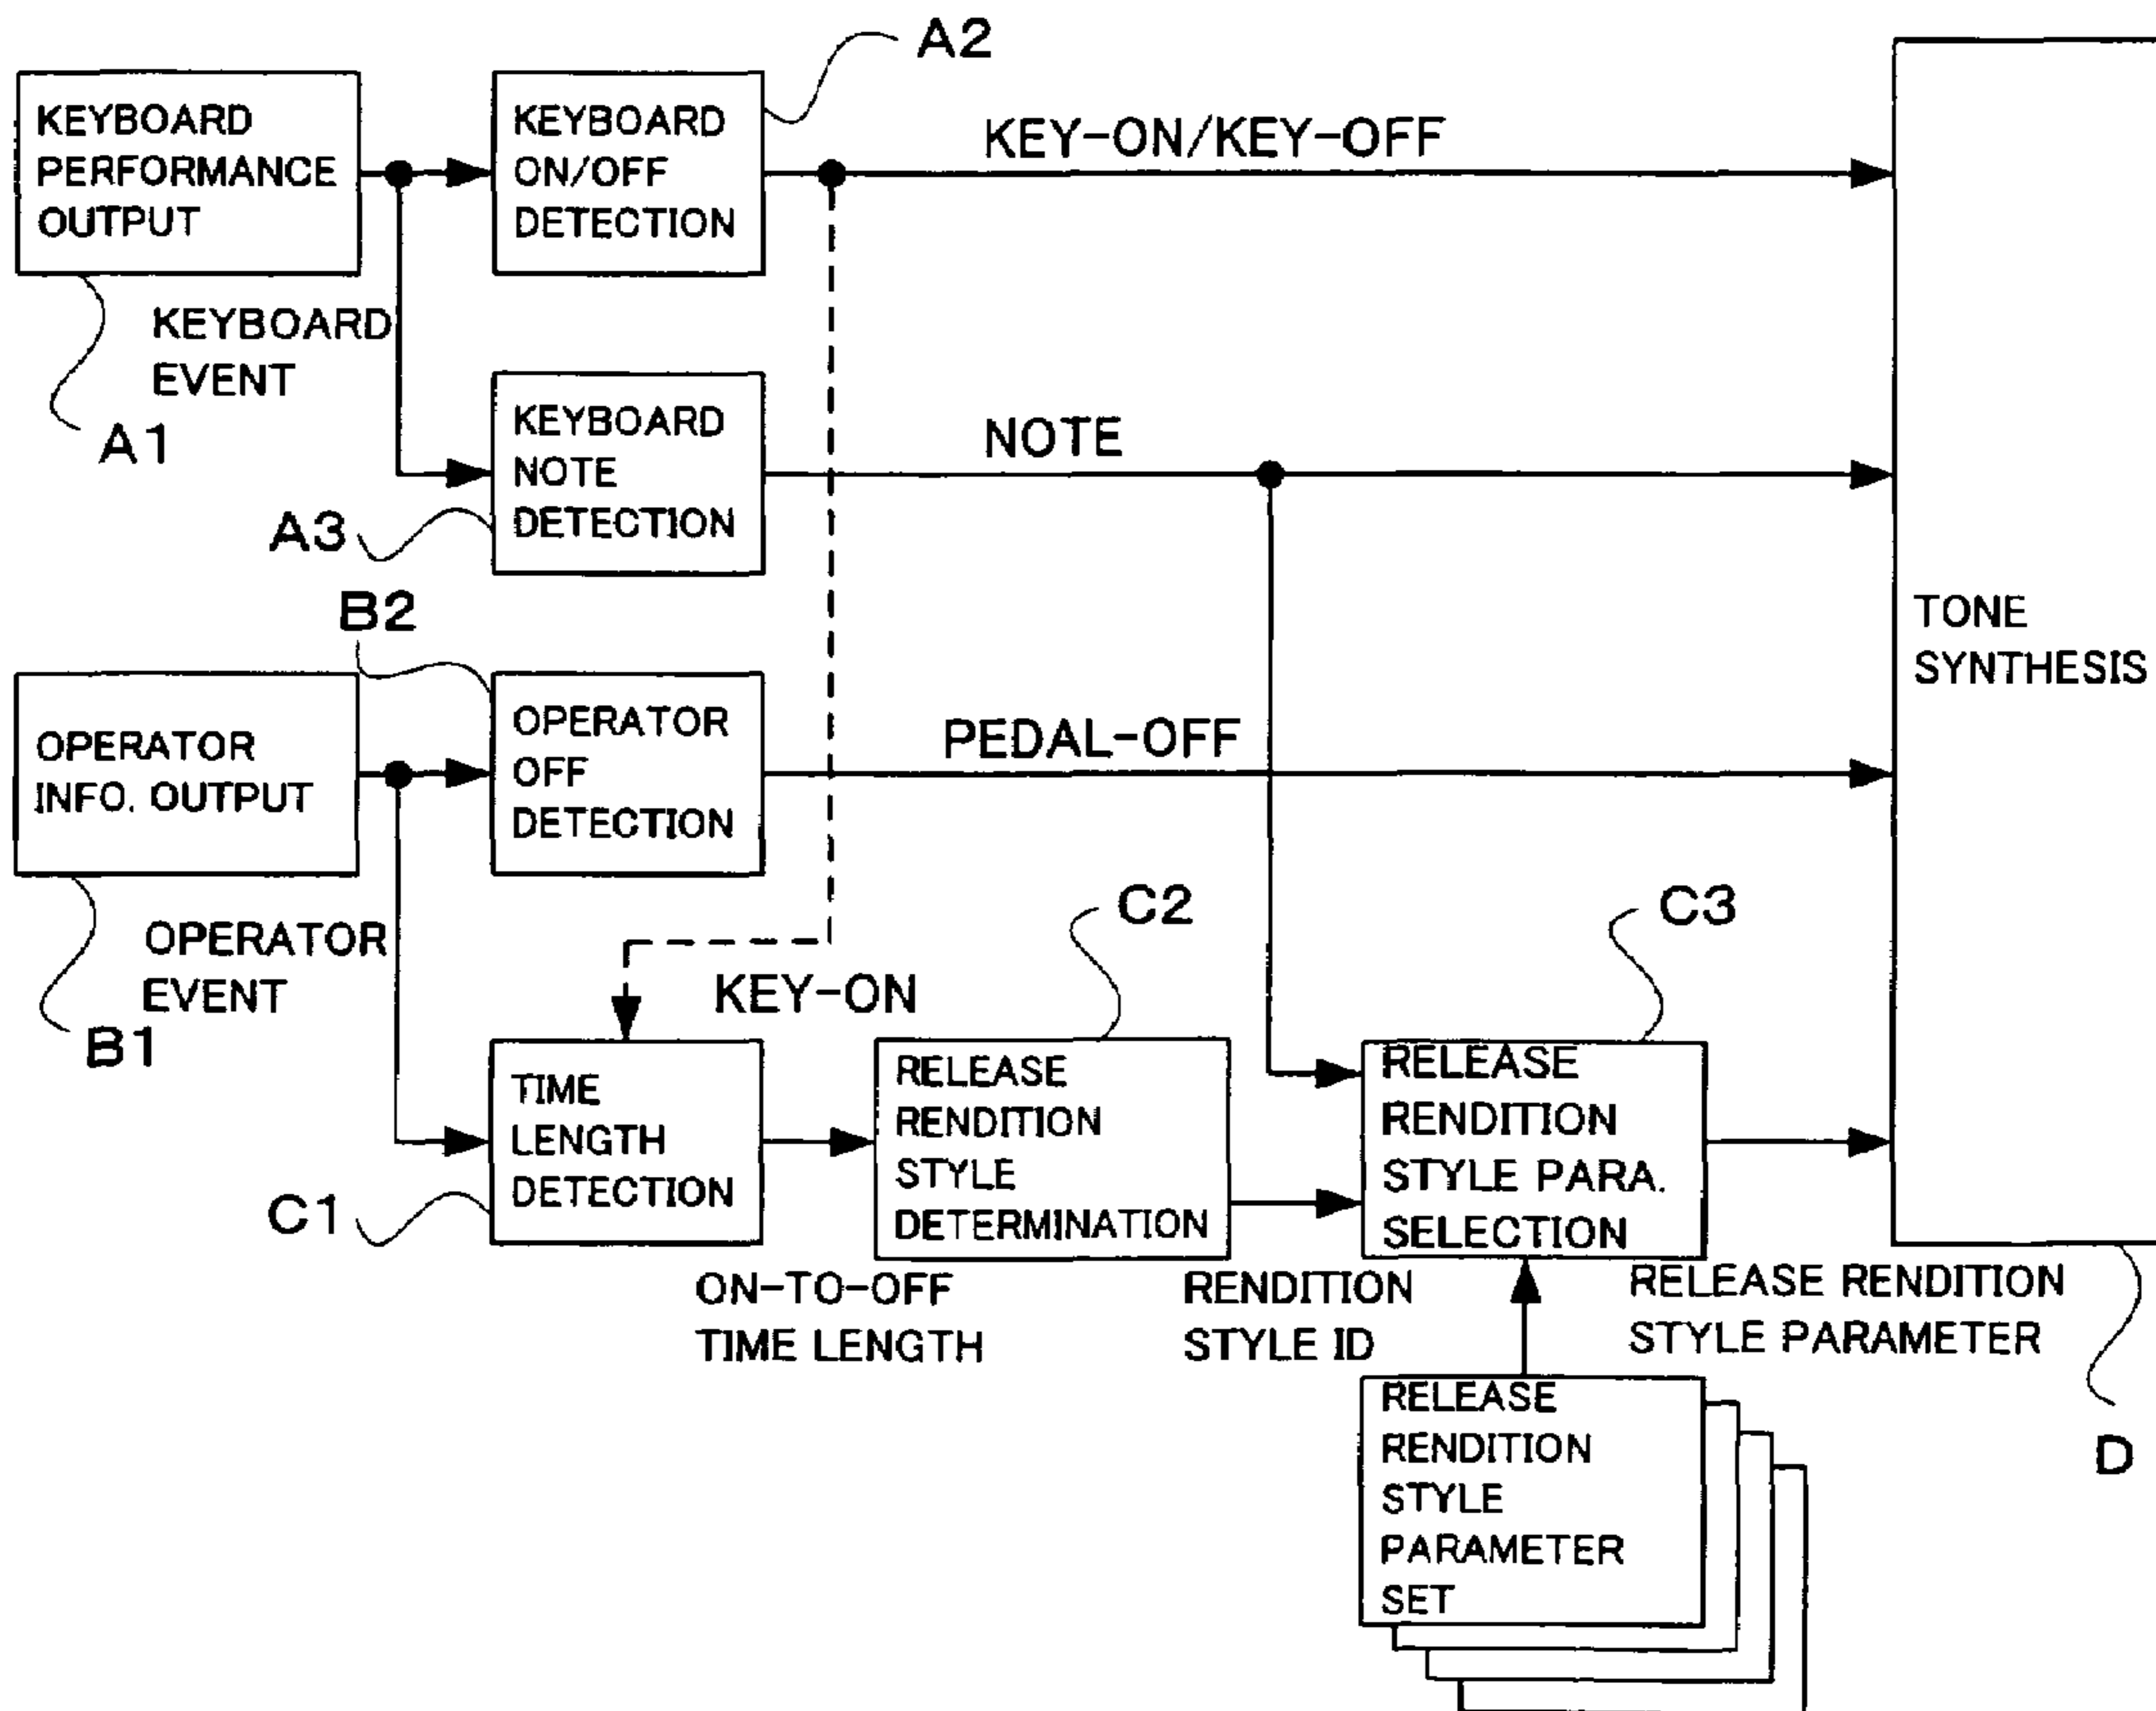 A2
KEYBOARD
PERFORMANCE
OUTPUT
KEYBOARD
ON/OFF
DETECTION
KEY-ON/KEY-OFF
KEYBOARD
EVENT
A1
KEYBOARD
NOTE
DETECTION
NOTE
A3
B2
TONE
SYNTHESIS
OPERATOR
INFO. OUTPUT
OPERATOR
OFF
DETECTION
PEDAL-OFF
OPERATOR
EVENT
B1
KEY-ON
C2
C3
TIME
LENGTH
DETECTION
C1
RELEASE
RENDITION
STYLE
DETERMINATION
RELEASE
RENDITION
STYLE PARA.
SELECTION
ON-TO-OFF
TIME LENGTH
RENDITION
STYLE ID
RELEASE RENDITION
STYLE PARAMETER
D
RELEASE
RENDITION
STYLE
PARAMETER
SET